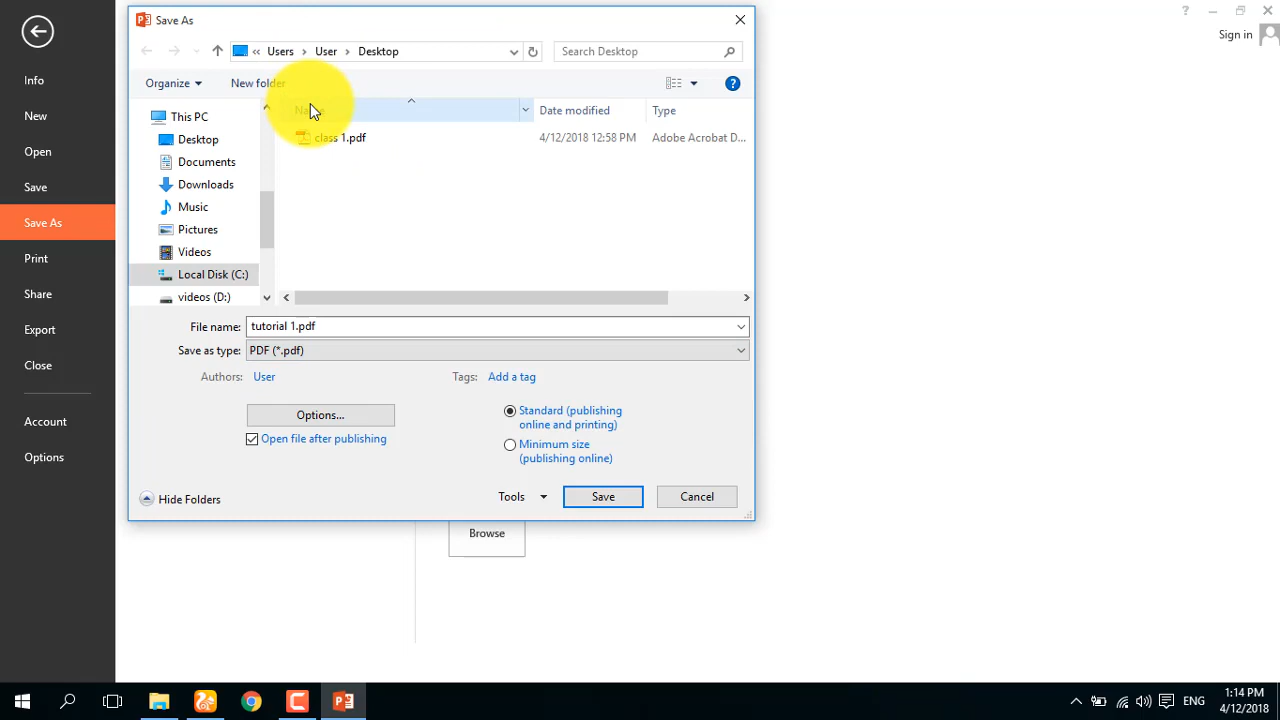 Save As
Sign in
Users
User
Desktop
Search Desktop
Organize
New folder
Info
New
Open
Save
Save As
Print
Share
Export
Close
Account
Options
This PC
Desktop
Documents
Downloads
Music
Pictures
Videos
Local Disk (C:)
videos (D:)
Name
Date modified
Type
class 1.pdf
4/12/2018 12:58 PM
Adobe Acrobat D...
File name:
tutorial 1.pdf
Save as type:
PDF (*.pdf)
Authors:
User
Tags:
Add a tag
Options...
Open file after publishing
Standard (publishing
online and printing)
Minimum size
(publishing online)
Hide Folders
Tools
Save
Cancel
Browse
ENG
1:14 PM
4/12/2018